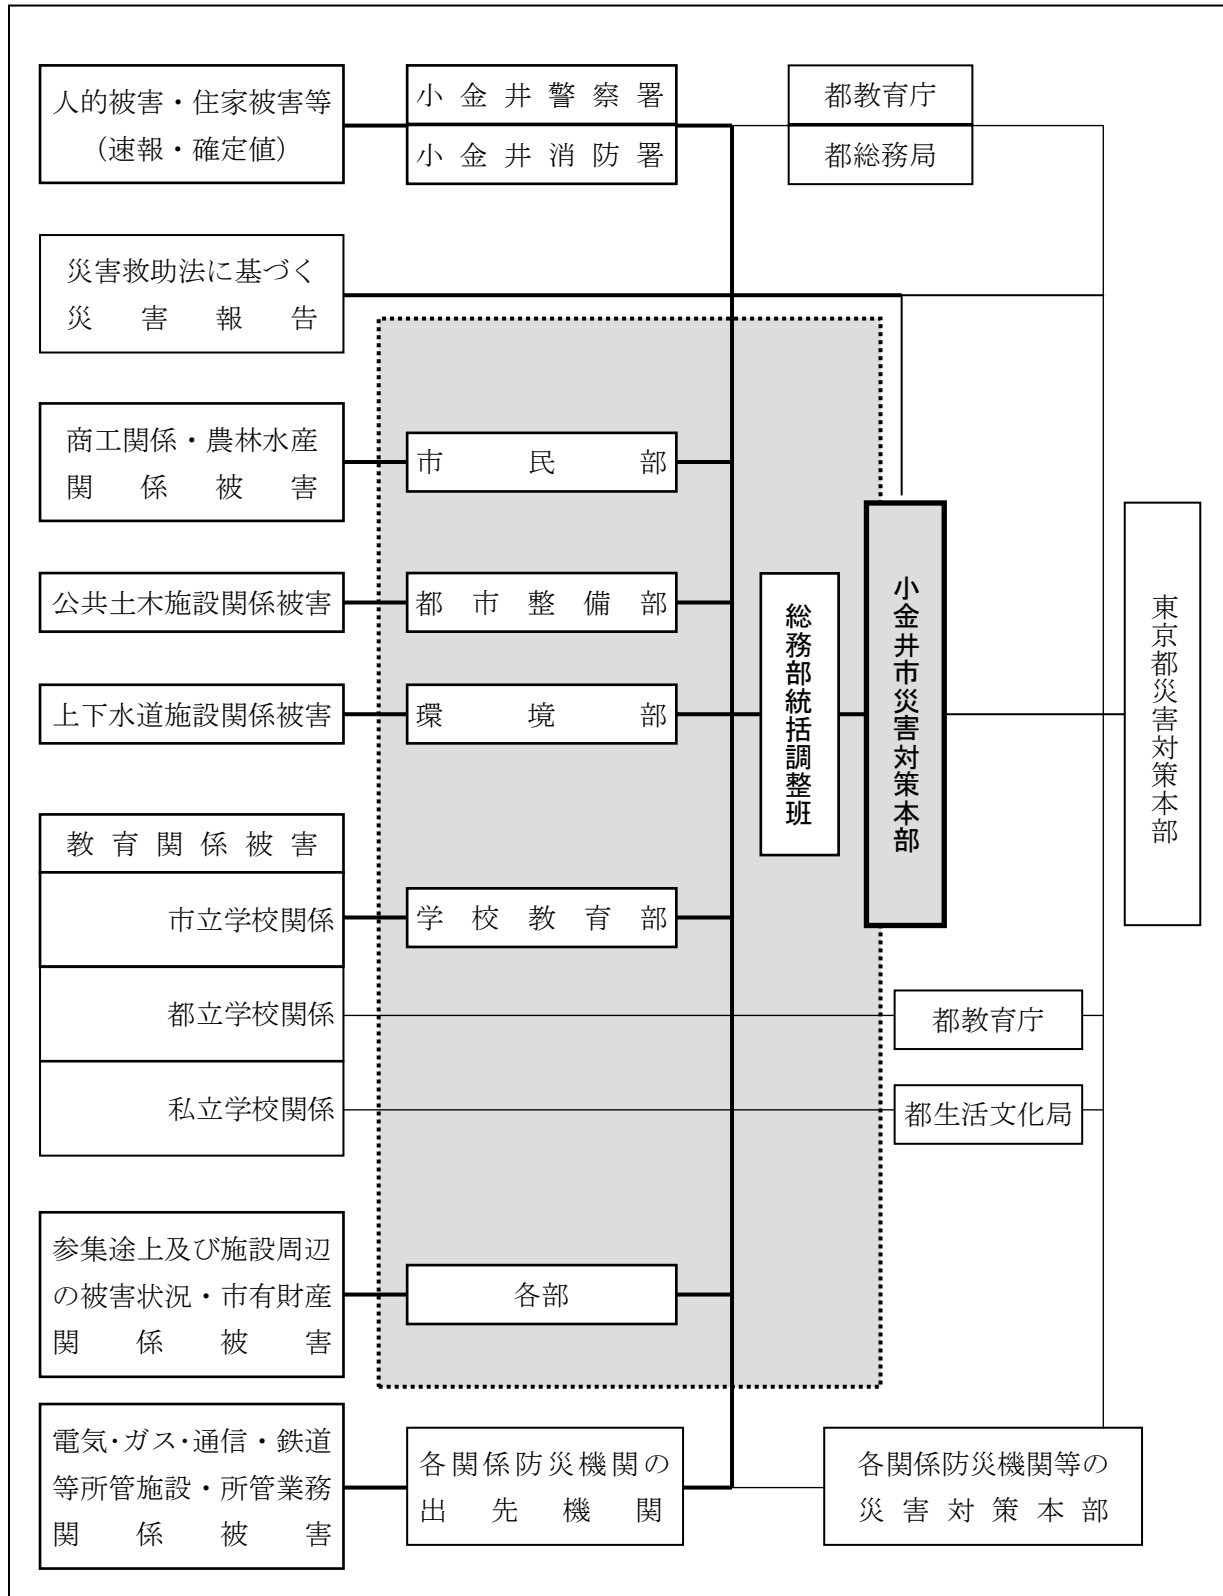 人的被害・住家被害等
（速報・確定値）
小金井警察署
小金井消防署
都教育庁
都総務局
災害救助法に基づく
災害報告
商工関係・農林水産
関係被害
市民部
公共土木施設関係被害
都市整備部
上下水道施設関係被害
環境部
総務部統括調整班
小金井市災害対策本部
東京都災害対策本部
教育関係被害
市立学校関係
学校教育部
都立学校関係
都教育庁
私立学校関係
都生活文化局
参集途上及び施設周辺
の被害状況・市有財産
関係被害
各部
電気･ガス･通信・鉄道
等所管施設・所管業務
関係被害
各関係防災機関の
出先機関
各関係防災機関等の
災害対策本部